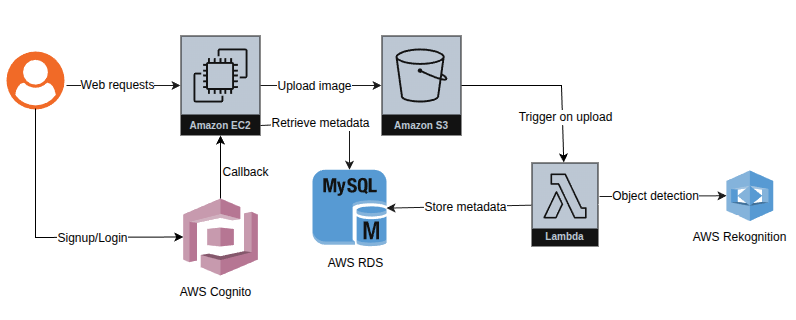 Web requests
Amazon EC2
Upload image
Amazon S3
Retrieve metadata
Trigger on upload
Callback
MySQL
M
Store metadata
Lambda
Object detection
AWS Rekognition
Signup/Login
AWS RDS
AWS Cognito